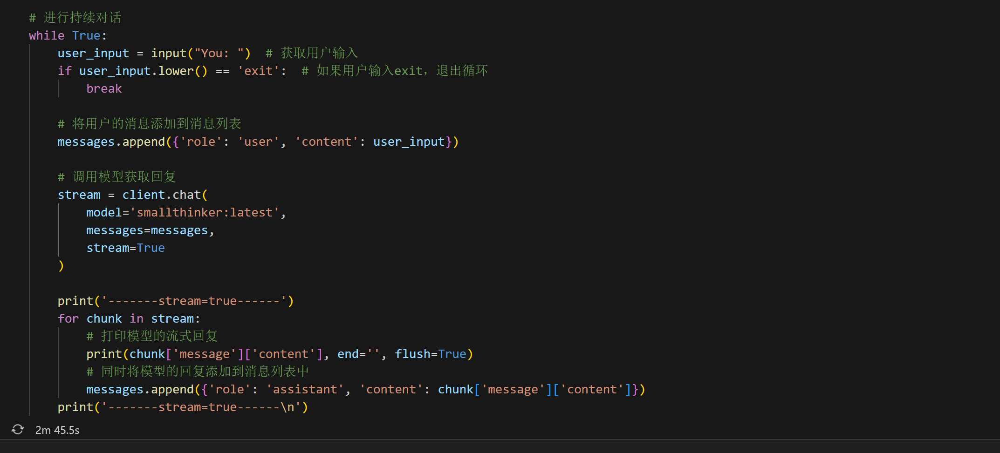 # 进行持续对话
while True:
    user_input = input("You: ")  # 获取用户输入
    if user_input.lower() == 'exit':  # 如果用户输入exit，退出循环
        break

    # 将用户的消息添加到消息列表
    messages.append({'role': 'user', 'content': user_input})

    # 调用模型获取回复
    stream = client.chat(
        model='smallthinker:latest',
        messages=messages,
        stream=True
    )

    print('-------stream=true------')
    for chunk in stream:
        # 打印模型的流式回复
        print(chunk['message']['content'], end='', flush=True)
        # 同时将模型的回复添加到消息列表中
        messages.append({'role': 'assistant', 'content': chunk['message']['content']})
    print('-------stream=true------\n')
2m 45.5s